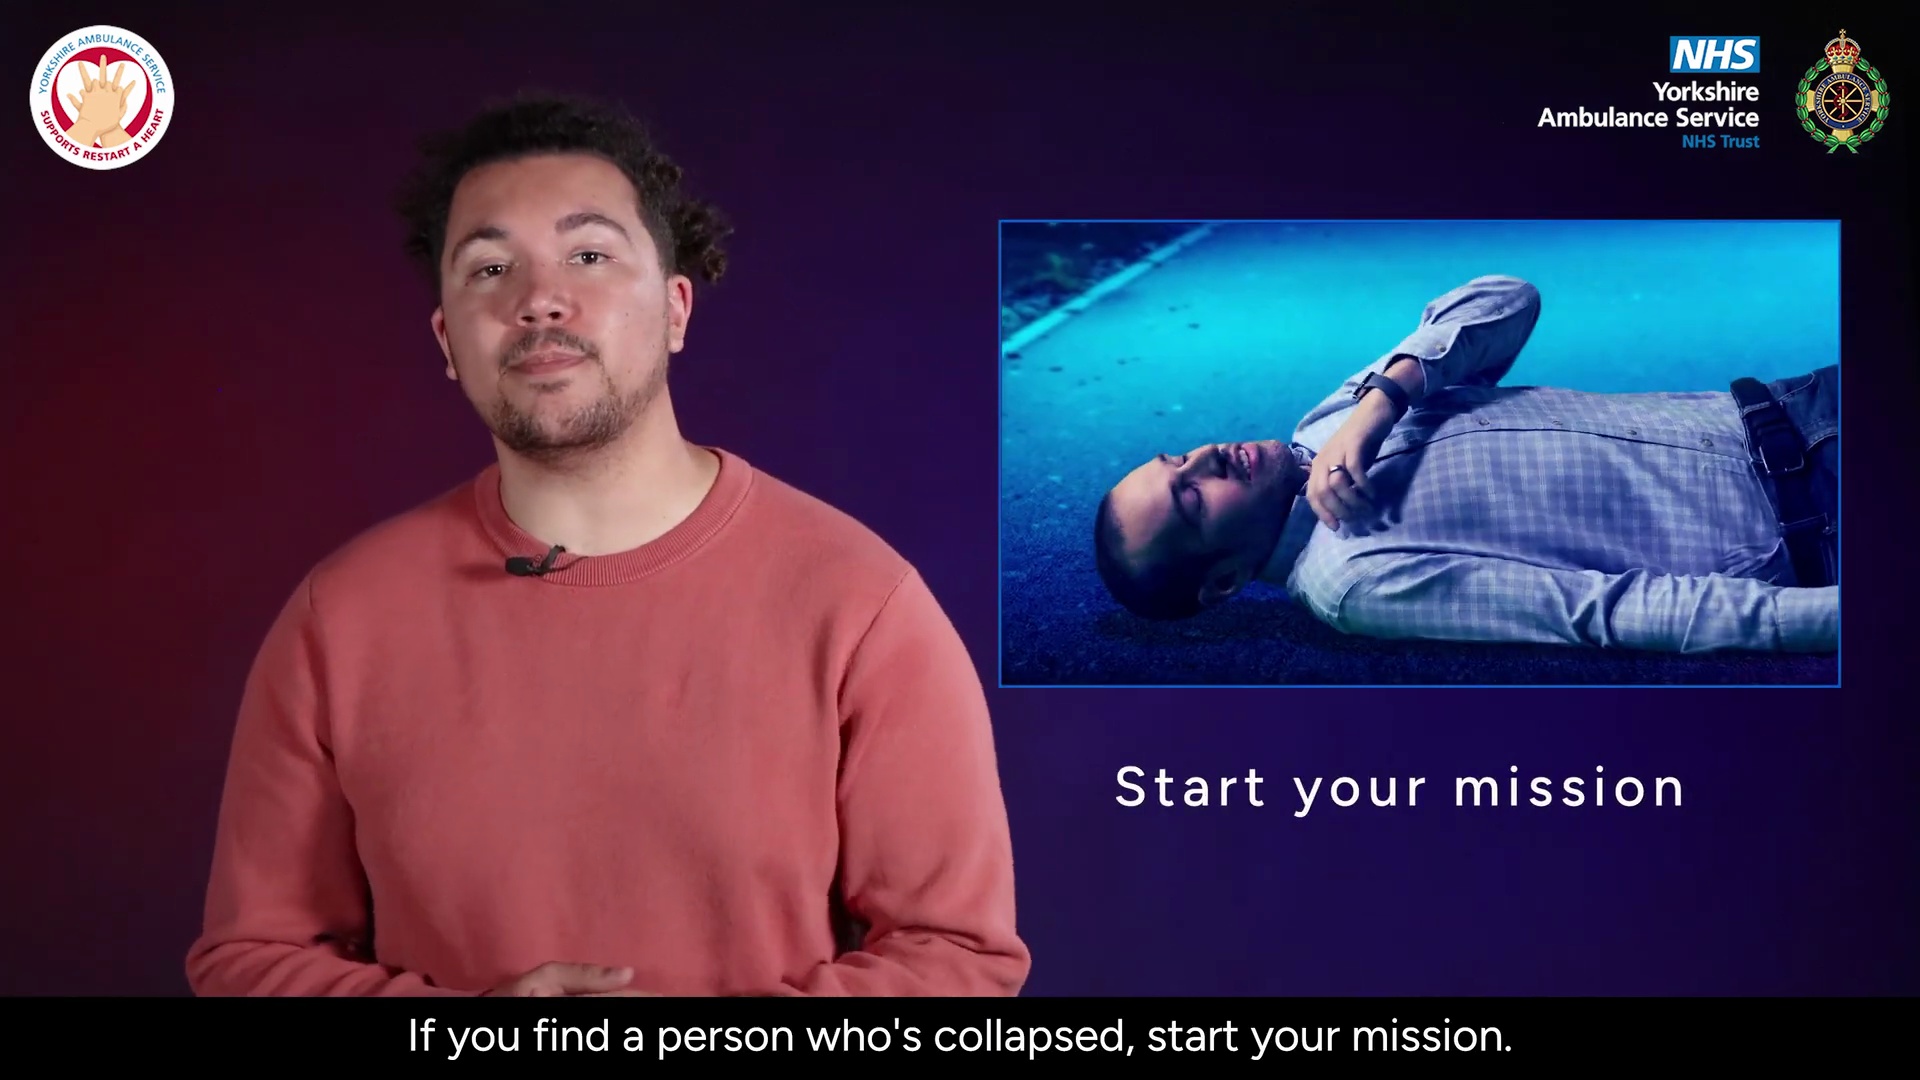 YORKSHIRE AMBULANCE SERVICE
SUPPORTS RESTART A HEART
NHS
Yorkshire
Ambulance Service
NHS Trust
Start your mission
If you find a person who's collapsed, start your mission.